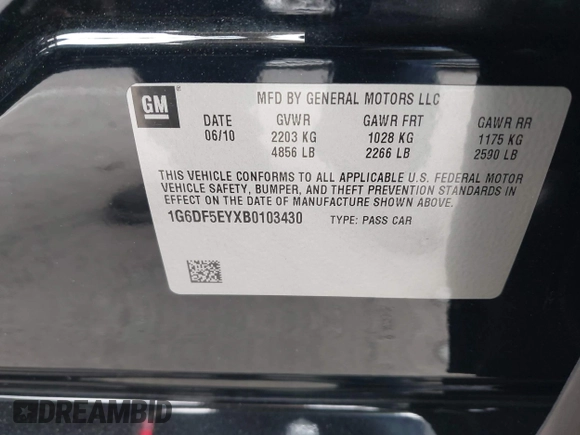 GM
MFD BY GENERAL MOTORS LLC
DATE GVWR GAWR FRT GAWR RR
06/10 2203 KG 1028 KG 1175 KG
4856 LB 2266 LB 2590 LB
THIS VEHICLE CONFORMS TO ALL APPLICABLE U.S. FEDERAL MOTOR
VEHICLE SAFETY, BUMPER, AND THEFT PREVENTION STANDARDS IN
EFFECT ON THE DATE OF MANUFACTURE SHOWN ABOVE.
1G6DF5EYXB0103430 TYPE: PASS CAR
DREAMBID